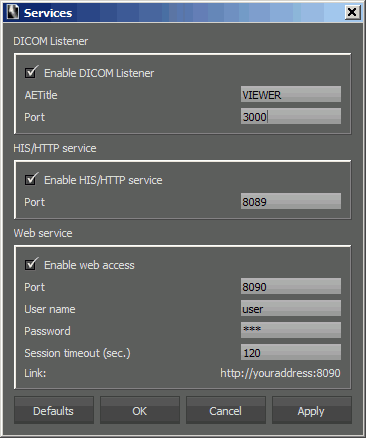 Services
DICOM Listener
Enable DICOM Listener
AETitle VIEWER
Port 3000
HIS/HTTP service
Enable HIS/HTTP service
Port 8089
Web service
Enable web access
Port 8090
User name user
Password ***
Session timeout (sec.) 120
Link: http://youraddress:8090
Defaults OK Cancel Apply